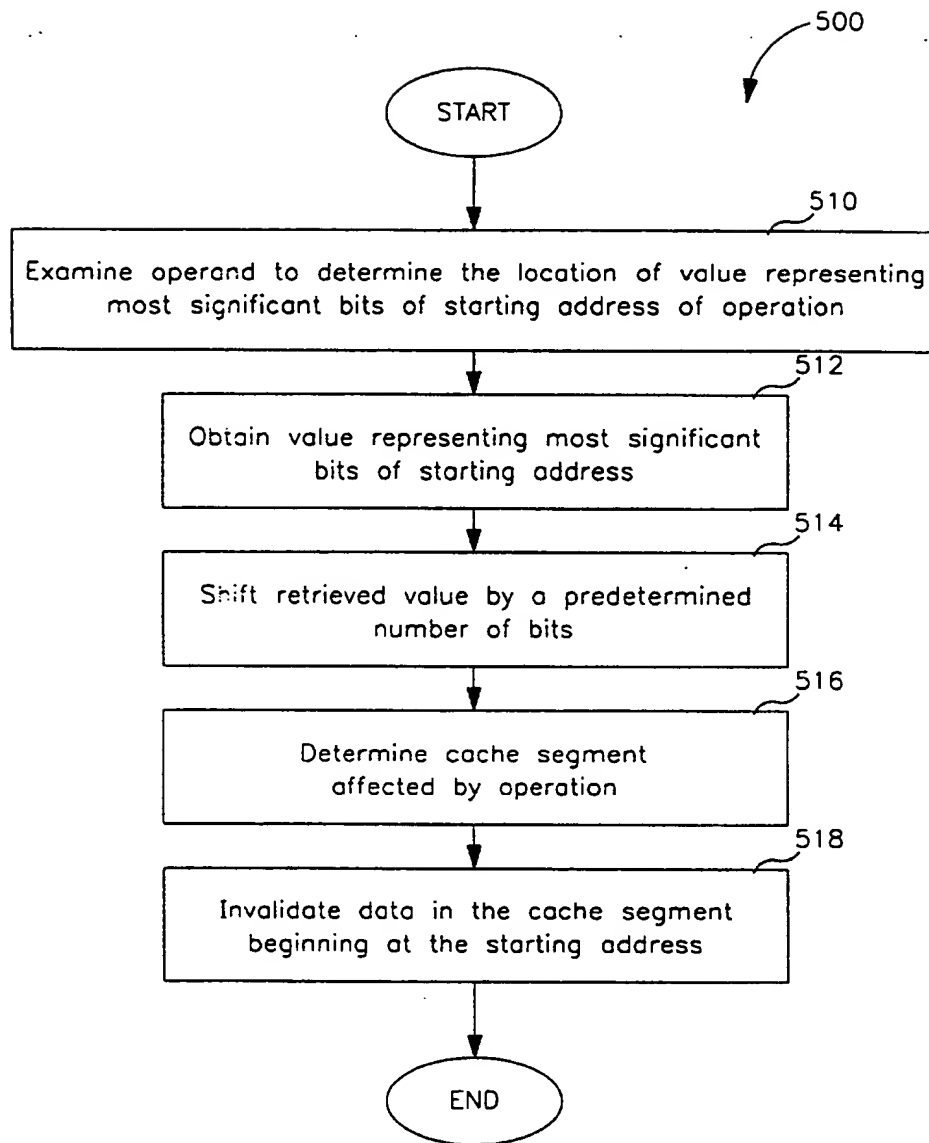 500
START
510
Examine operand to determine the location of value representing
most significant bits of starting address of operation
512
Obtain value representing most significant
bits of starting address
514
Shift retrieved value by a predetermined
number of bits
516
Determine cache segment
affected by operation
518
Invalidate data in the cache segment
beginning at the starting address
END